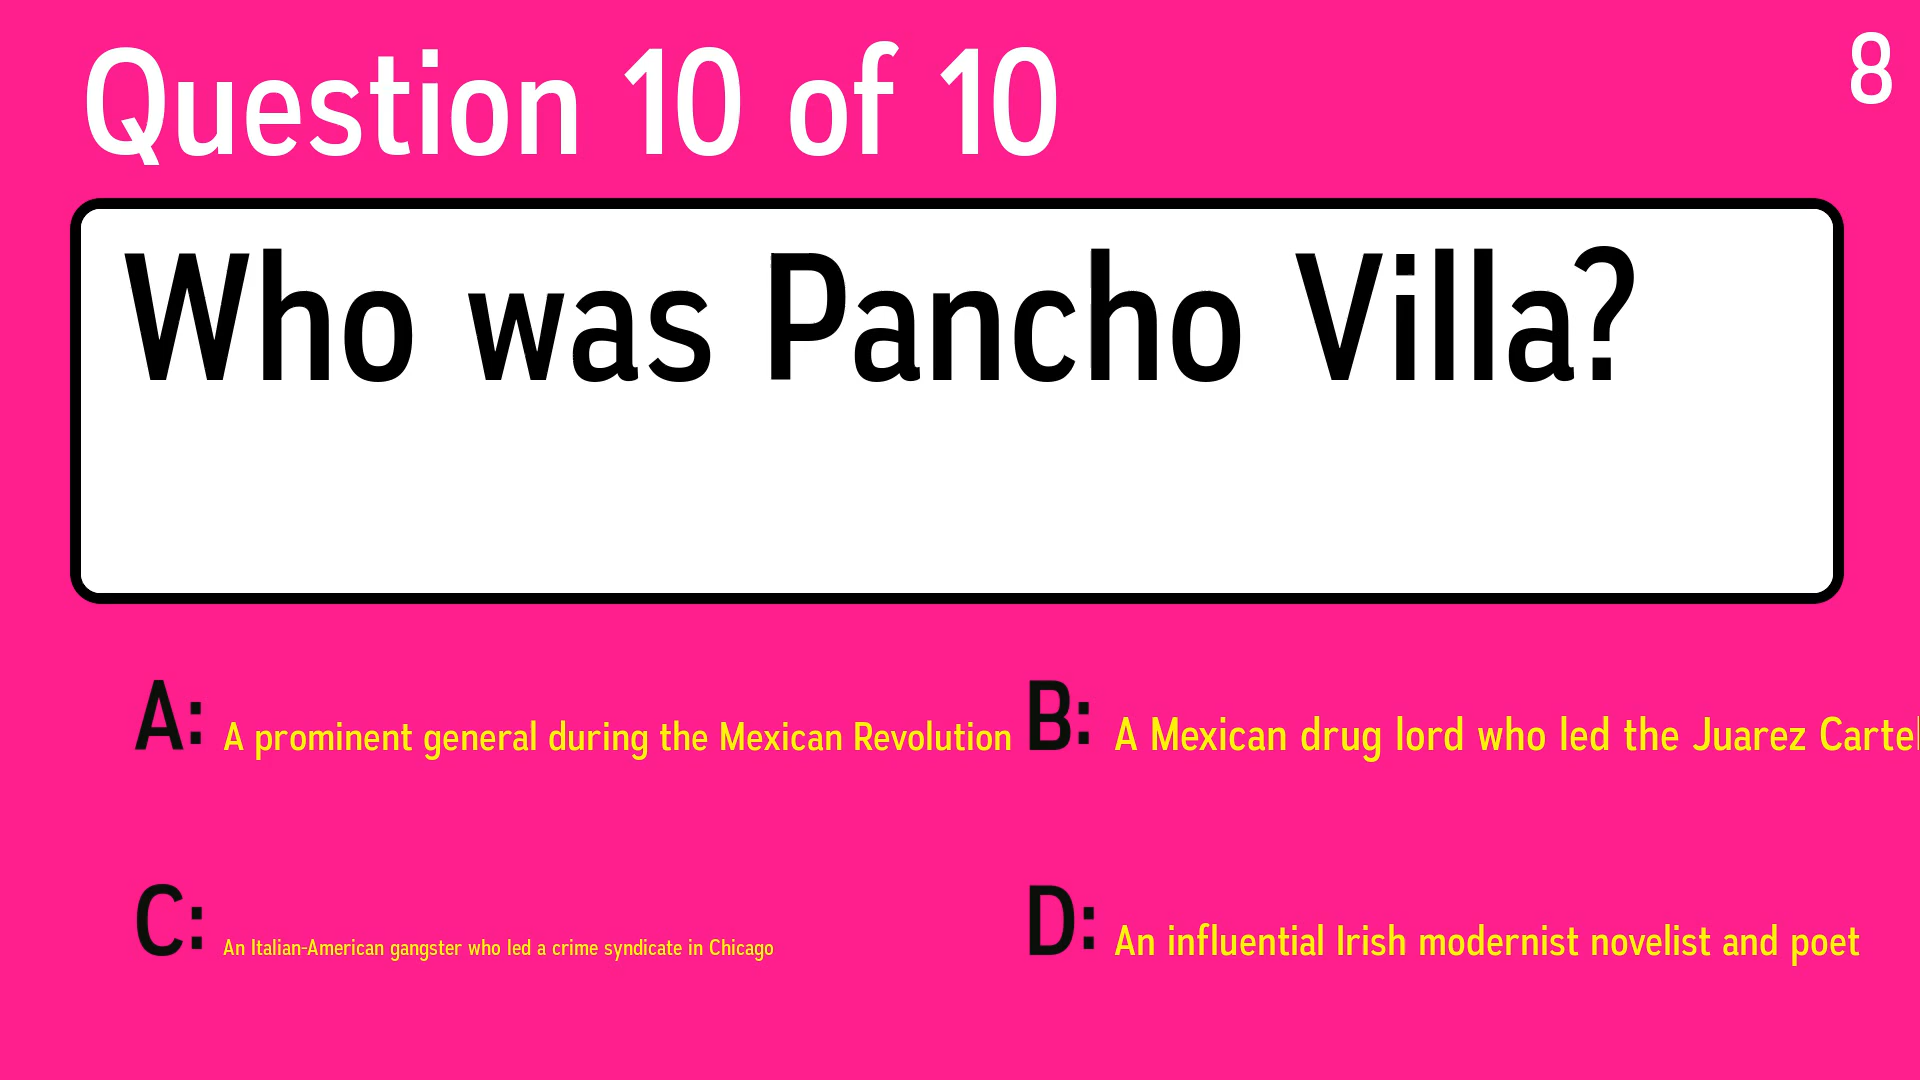 Question 10 of 10
8
Who was Pancho Villa?
A: A prominent general during the Mexican Revolution
B: A Mexican drug lord who led the Juarez Cartel
C: An Italian-American gangster who led a crime syndicate in Chicago
D: An influential Irish modernist novelist and poet